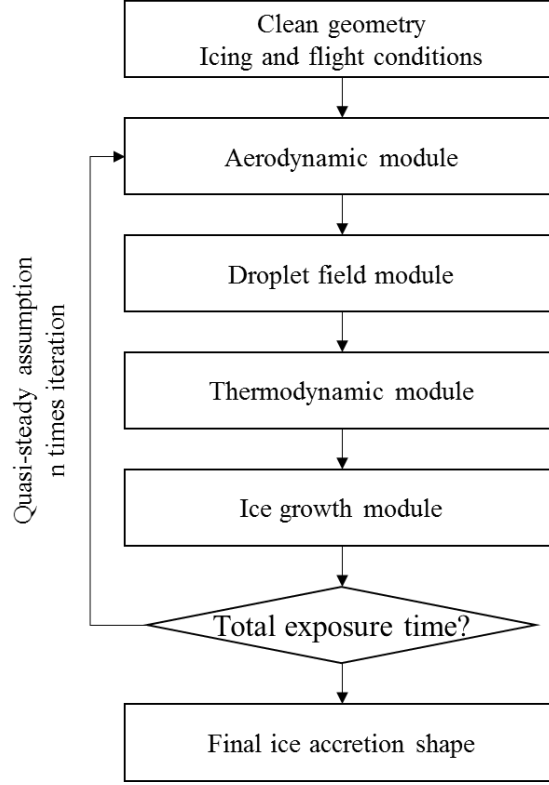 Clean geometry
Icing and flight conditions
Aerodynamic module
Droplet field module
Thermodynamic module
Ice growth module
Total exposure time?
Final ice accretion shape
Quasi-steady assumption
n times iteration